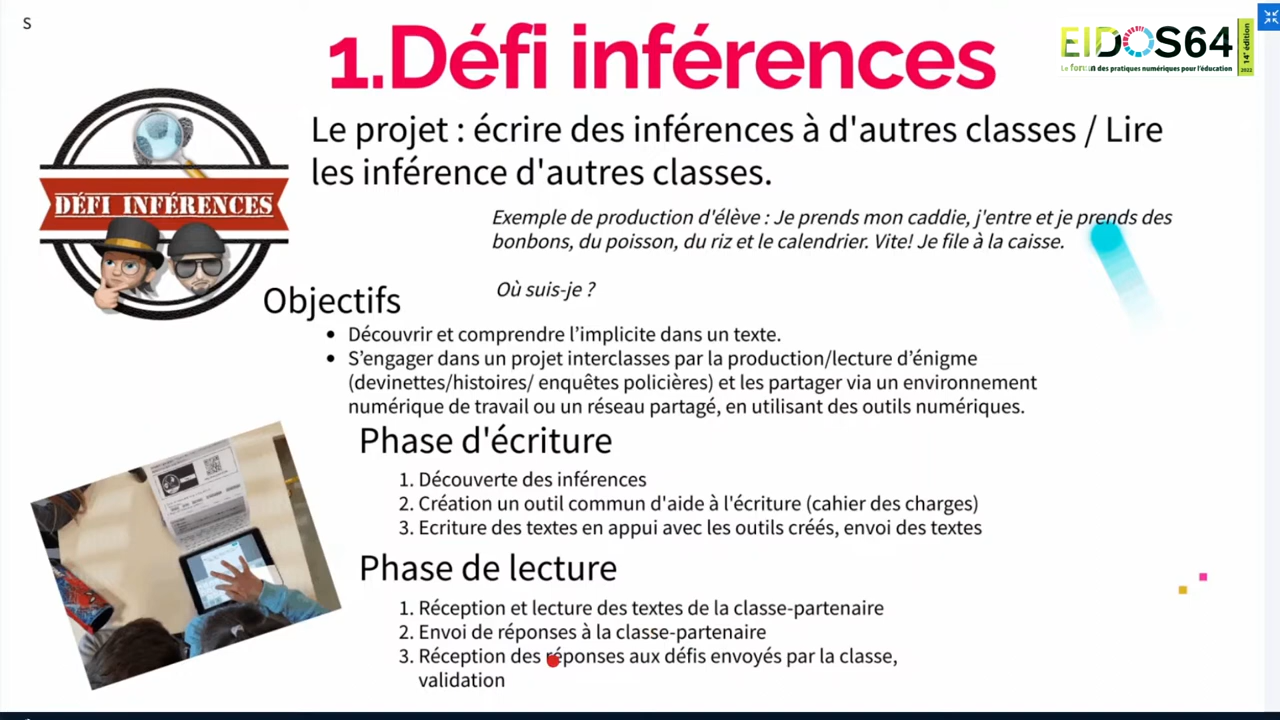 S
1.Défi inférences
EIDOS64
Le forum des pratiques numériques pour l'éducation
14e édition
2022
Le projet : écrire des inférences à d'autres classes / Lire
les inférence d'autres classes.
DÉFI INFÉRENCES
Exemple de production d'élève : Je prends mon caddie, j'entre et je prends des
bonbons, du poisson, du riz et le calendrier. Vite! Je file à la caisse.
Où suis-je ?
Objectifs
• Découvrir et comprendre l’implicite dans un texte.
• S’engager dans un projet interclasses par la production/lecture d’énigme
(devinettes/histoires/ enquêtes policières) et les partager via un environnement
numérique de travail ou un réseau partagé, en utilisant des outils numériques.
Phase d'écriture
1. Découverte des inférences
2. Création un outil commun d'aide à l'écriture (cahier des charges)
3. Ecriture des textes en appui avec les outils créés, envoi des textes
Phase de lecture
1. Réception et lecture des textes de la classe-partenaire
2. Envoi de réponses à la classe-partenaire
3. Réception des réponses aux défis envoyés par la classe,
validation